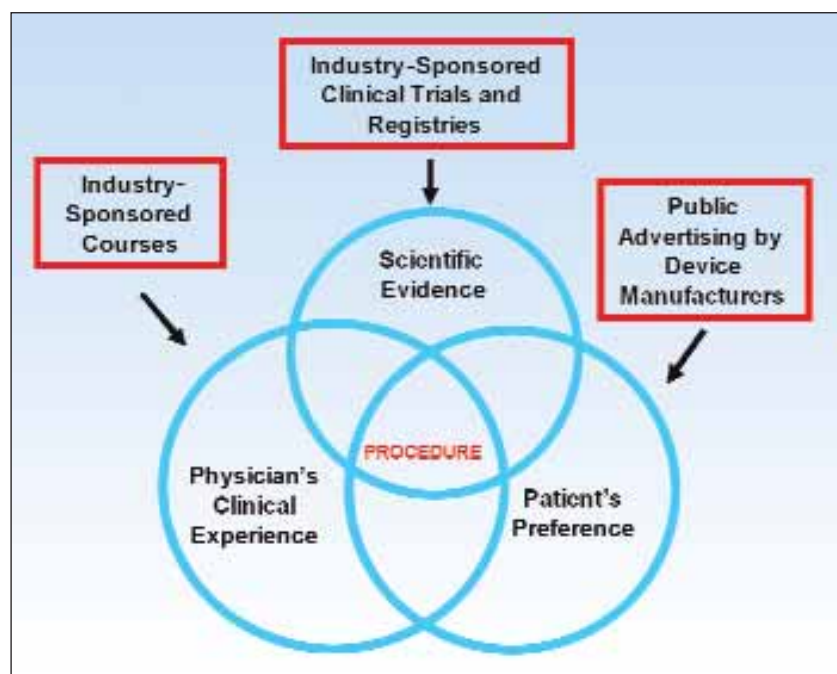 Industry-Sponsored
Clinical Trials and
Registries
Industry-
Sponsored
Courses
Public
Advertising by
Device
Manufacturers
Scientific
Evidence
PROCEDURE
Physician's
Clinical
Experience
Patient's
Preference